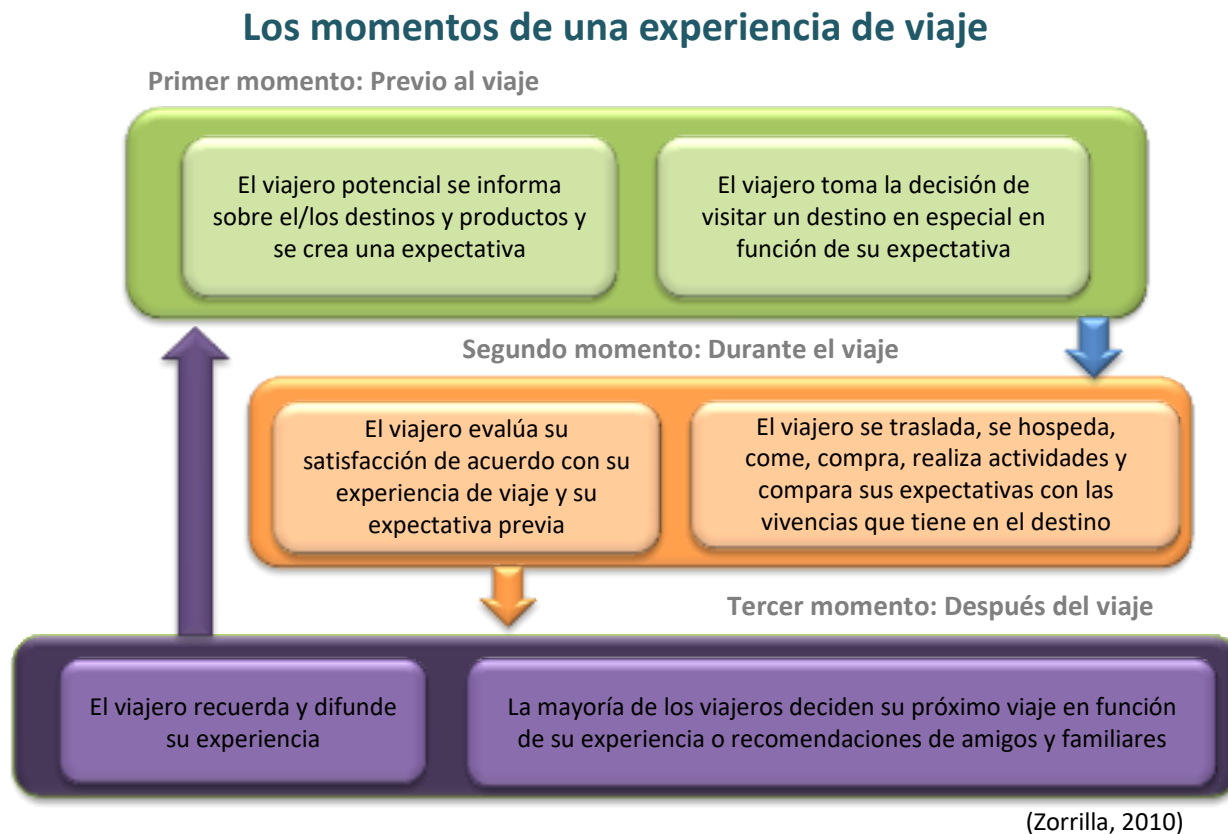 Los momentos de una experiencia de viaje
Primer momento: Previo al viaje
El viajero potencial se informa
sobre el/los destinos y productos y
se crea una expectativa
El viajero toma la decisión de
visitar un destino en especial en
función de su expectativa
Segundo momento: Durante el viaje
El viajero evalúa su
satisfacción de acuerdo con su
experiencia de viaje y su
expectativa previa
El viajero se traslada, se hospeda,
come, compra, realiza actividades y
compara sus expectativas con las
vivencias que tiene en el destino
Tercer momento: Después del viaje
El viajero recuerda y difunde
su experiencia
La mayoría de los viajeros deciden su próximo viaje en función
de su experiencia o recomendaciones de amigos y familiares
(Zorrilla, 2010)